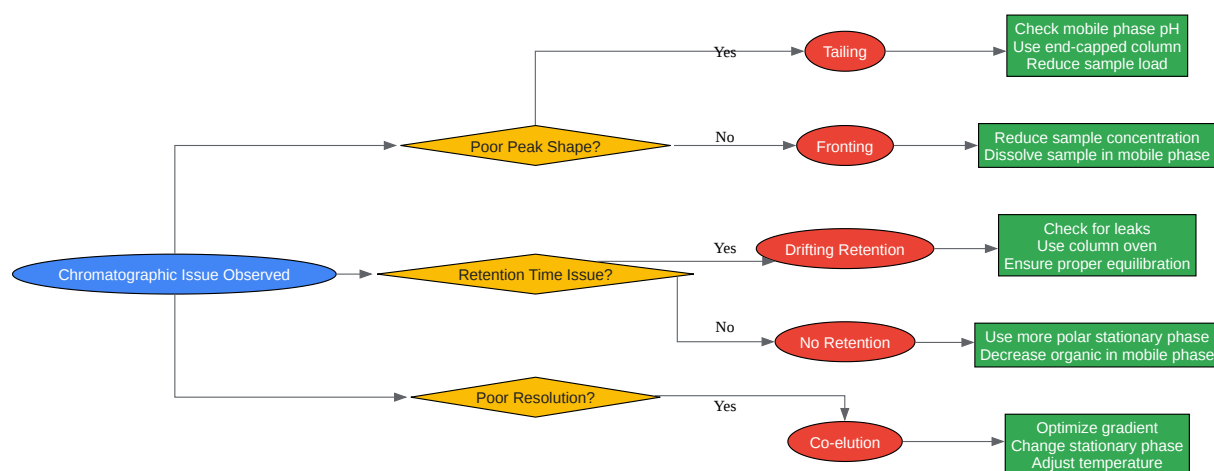 Chromatographic Issue Observed
Poor Peak Shape?
Yes
Tailing
Check mobile phase pH
Use end-capped column
Reduce sample load
No
Fronting
Reduce sample concentration
Dissolve sample in mobile phase
Retention Time Issue?
Yes
Drifting Retention
Check for leaks
Use column oven
Ensure proper equilibration
No
No Retention
Use more polar stationary phase
Decrease organic in mobile phase
Poor Resolution?
Yes
Co-elution
Optimize gradient
Change stationary phase
Adjust temperature